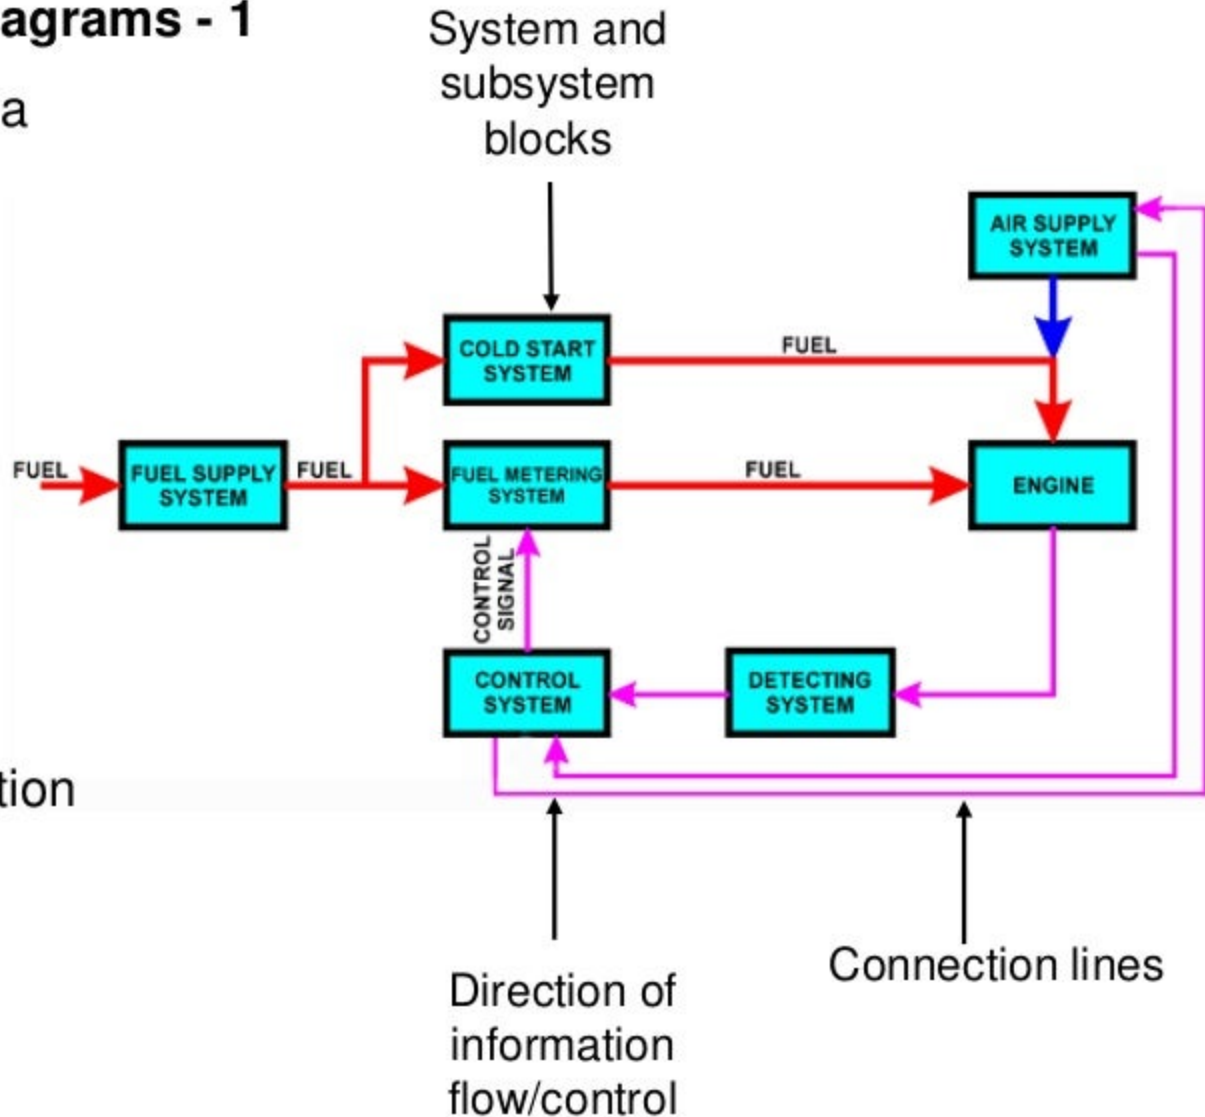 agrams - 1
a
System and
subsystem
blocks
AIR SUPPLY
SYSTEM
COLD START
SYSTEM
FUEL
FUEL
FUEL SUPPLY
SYSTEM
FUEL
FUEL METERING
SYSTEM
FUEL
ENGINE
CONTROL
SIGNAL
CONTROL
SYSTEM
DETECTING
SYSTEM
tion
Direction of
information
flow/control
Connection lines